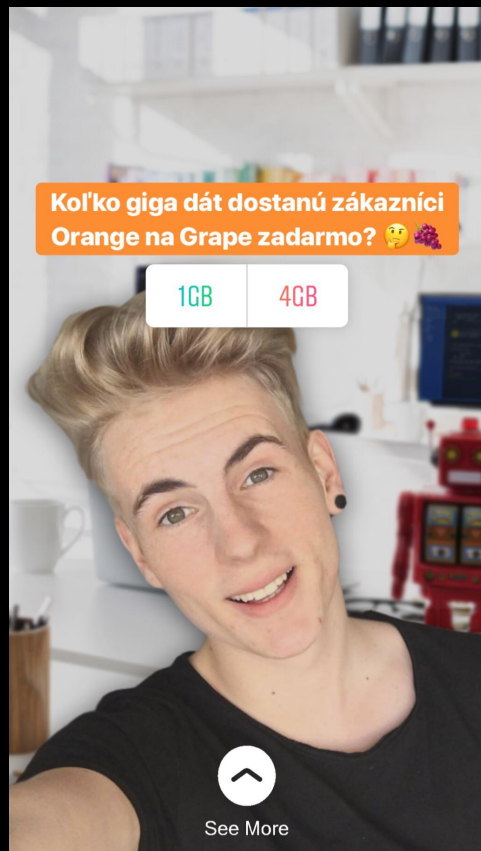 Koľko giga dát dostanú zákazníci
Orange na Grape zadarmo? 🤔🍇
1GB
4GB
See More